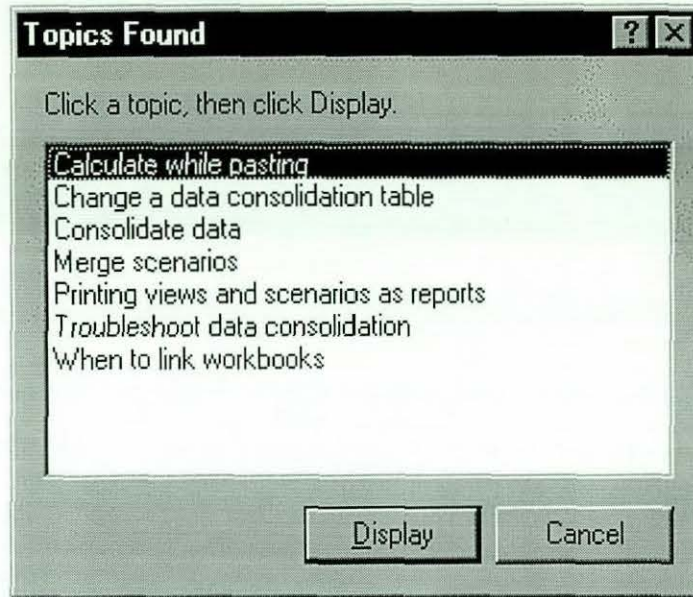 Topics Found
Click a topic, then click Display.
Calculate while pasting
Change a data consolidation table
Consolidate data
Merge scenarios
Printing views and scenarios as reports
Troubleshoot data consolidation
When to link workbooks
Display
Cancel